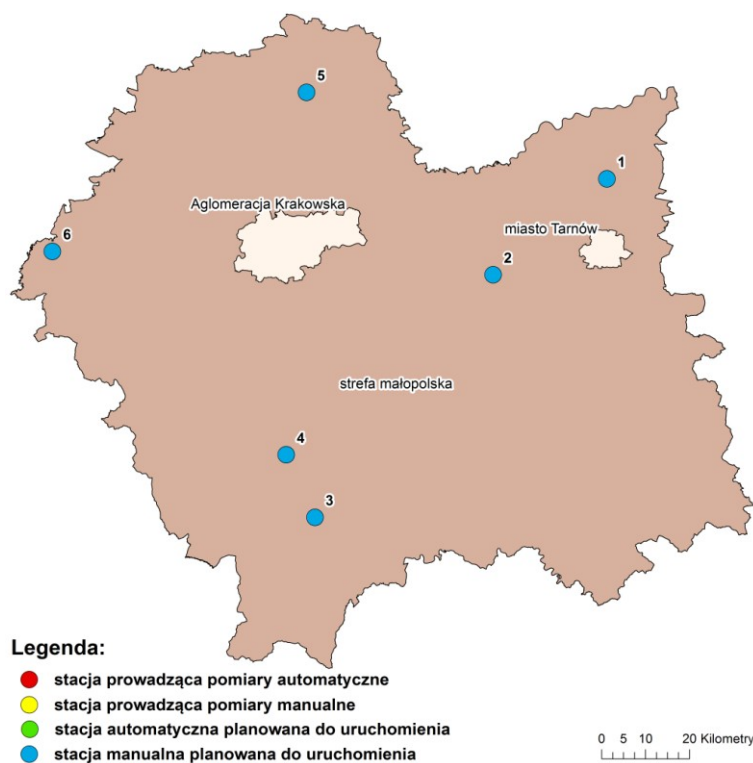 5
1
Aglomeracja Krakowska
miasto Tarnów
6
2
strefa małopolska
4
3
Legenda:
stacja prowadząca pomiary automatyczne
stacja prowadząca pomiary manualne
stacja automatyczna planowana do uruchomienia
stacja manualna planowana do uruchomienia
0 5 10 20 Kilometry